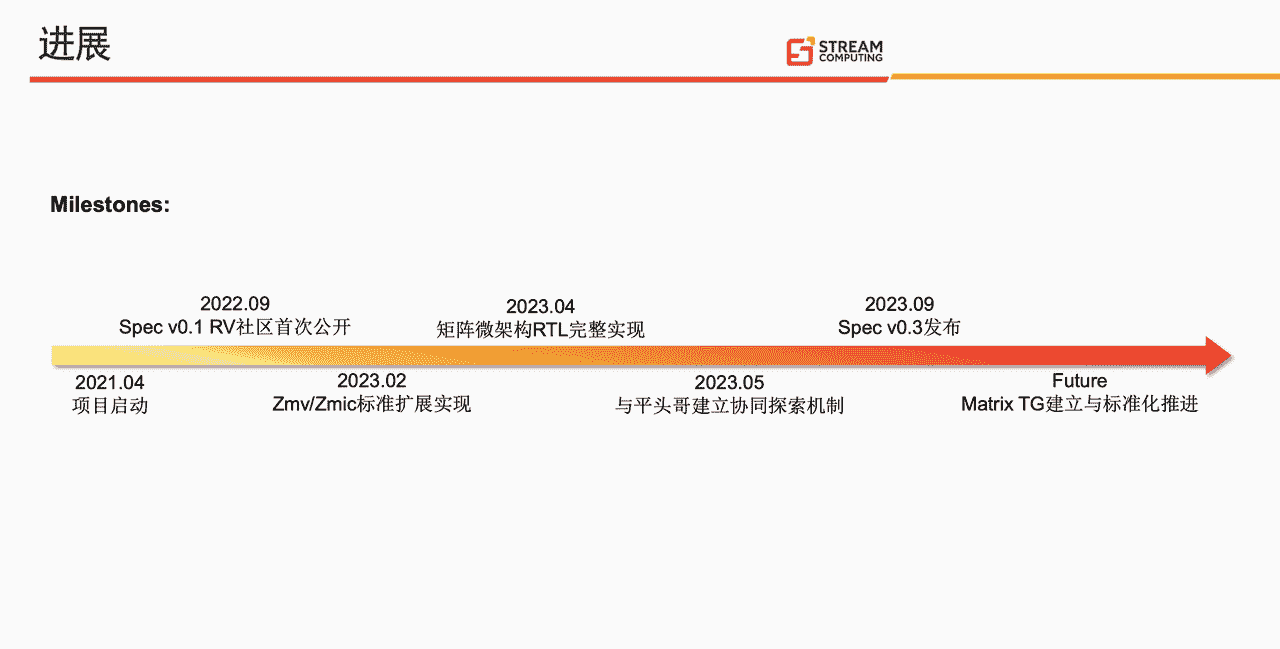 进展
STREAM
COMPUTING
Milestones:
2022.09
Spec v0.1 RV社区首次公开
2023.04
矩阵微架构RTL完整实现
2023.09
Spec v0.3发布
2021.04
项目启动
2023.02
Zmv/Zmic标准扩展实现
2023.05
与平头哥建立协同探索机制
Future
Matrix TG建立与标准化推进